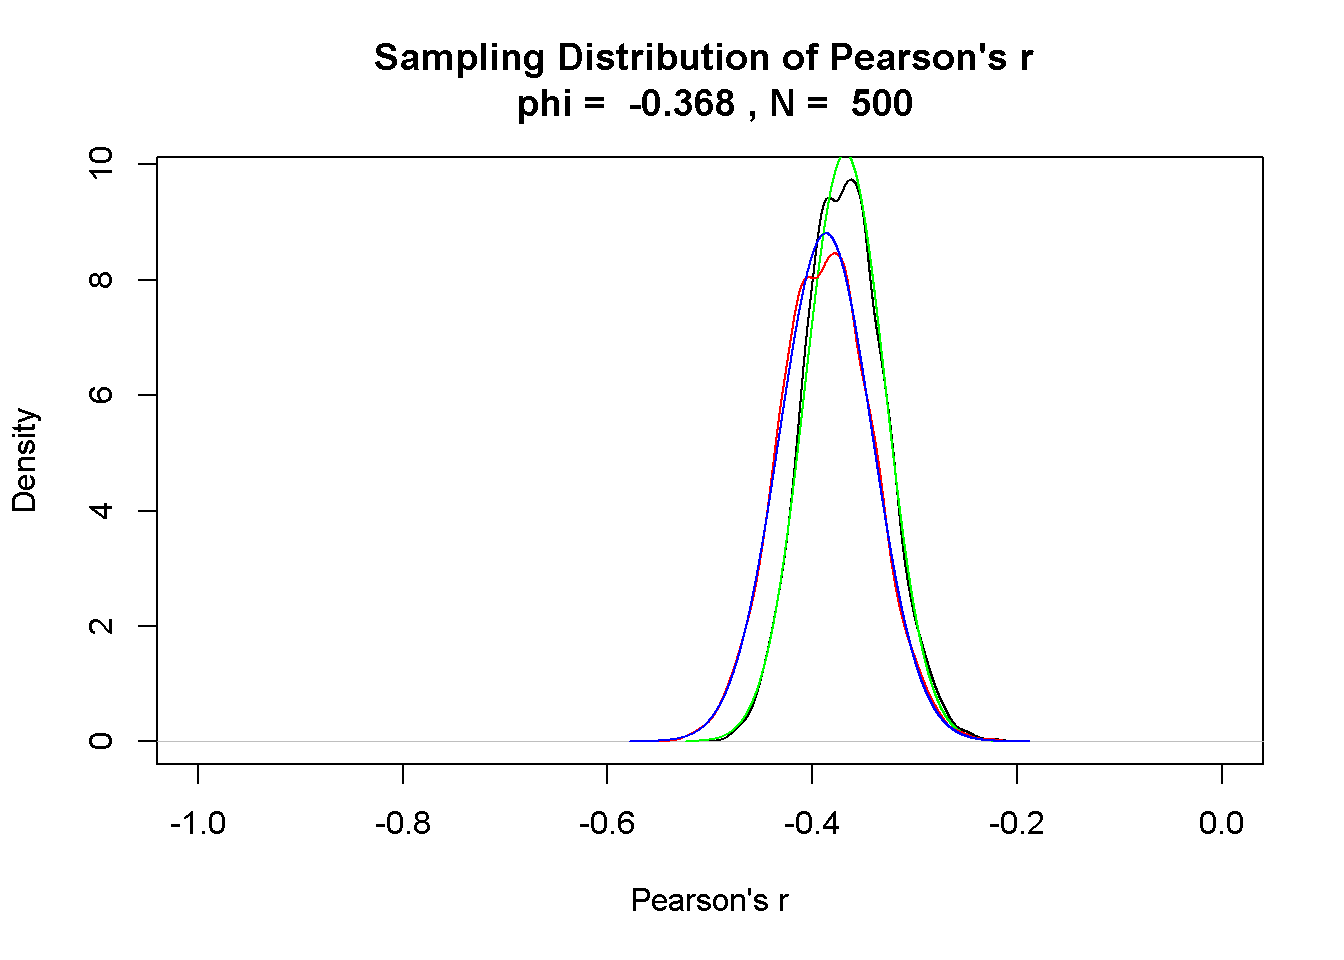 Sampling Distribution of Pearson's r
phi =  -0.368 , N =  500
10
8
6
4
2
0
Density
-1.0 -0.8 -0.6 -0.4 -0.2 0.0
Pearson's r